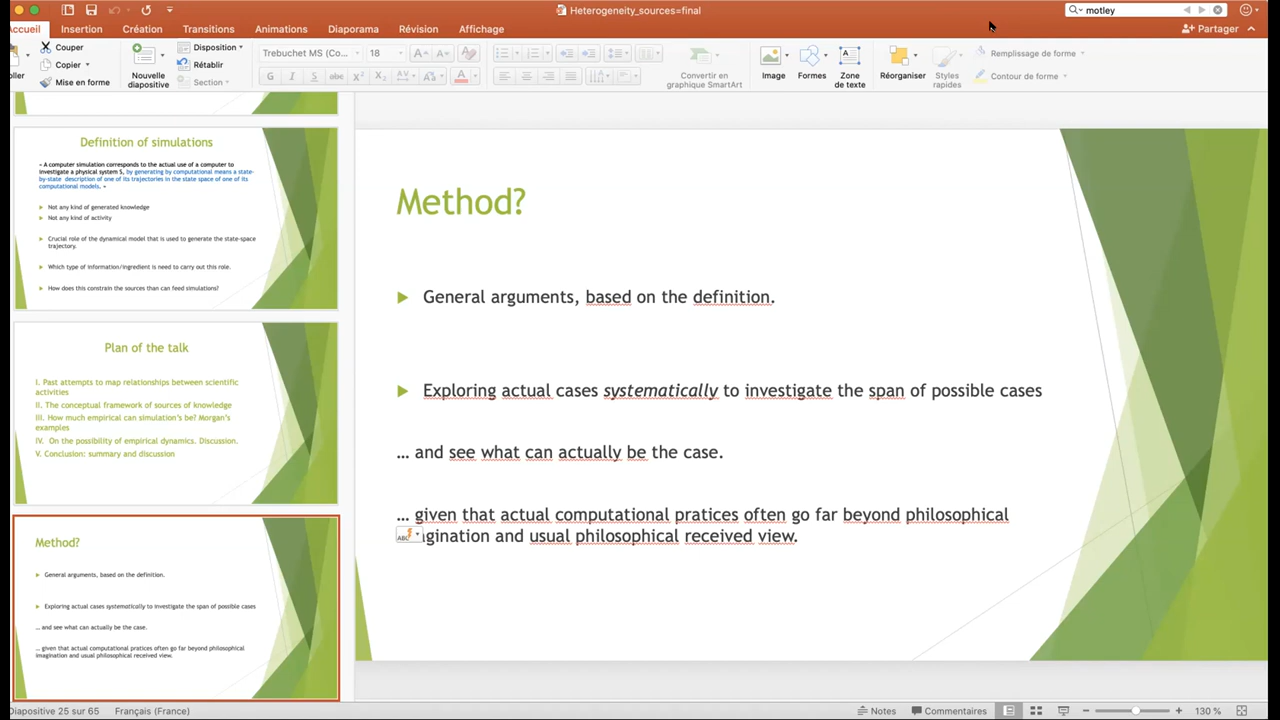 Heterogeneity_sources=final
motley
Accueil Insertion Création Transitions Animations Diaporama Révision Affichage
Partager
Couper
Copier
Mise en forme
Nouvelle diapositive
Disposition
Rétablir
Section
Trebuchet MS (Co... 18
G I S abc X² X₂ AV A
Convertir en graphique SmartArt
Image
Formes
Zone de texte
Réorganiser
Styles rapides
Remplissage de forme
Contour de forme
Definition of simulations
« A computer simulation corresponds to the actual use of a computer to
investigate a physical system S, by generating by computational means a state-
by-state description of one of its trajectories in the state space of one of its
computational models. »
Not any kind of generated knowledge
Not any kind of activity
Crucial role of the dynamical model that is used to generate the state-space
trajectory.
Which type of information/ingredient is need to carry out this role.
How does this constrain the sources than can feed simulations?
Plan of the talk
I. Past attempts to map relationships between scientific
activities
II. The conceptual framework of sources of knowledge
III. How much empirical can simulation's be? Morgan's
examples
IV. On the possibility of empirical dynamics. Discussion.
V. Conclusion: summary and discussion
Method?
General arguments, based on the definition.
Exploring actual cases systematically to investigate the span of possible cases
... and see what can actually be the case.
... given that actual computational pratices often go far beyond philosophical
imagination and usual philosophical received view.
Method?
General arguments, based on the definition.
Exploring actual cases systematically to investigate the span of possible cases
... and see what can actually be the case.
... given that actual computational pratices often go far beyond philosophical
agination and usual philosophical received view.
Diapositive 25 sur 65 Français (France)
Notes Commentaires 130 %